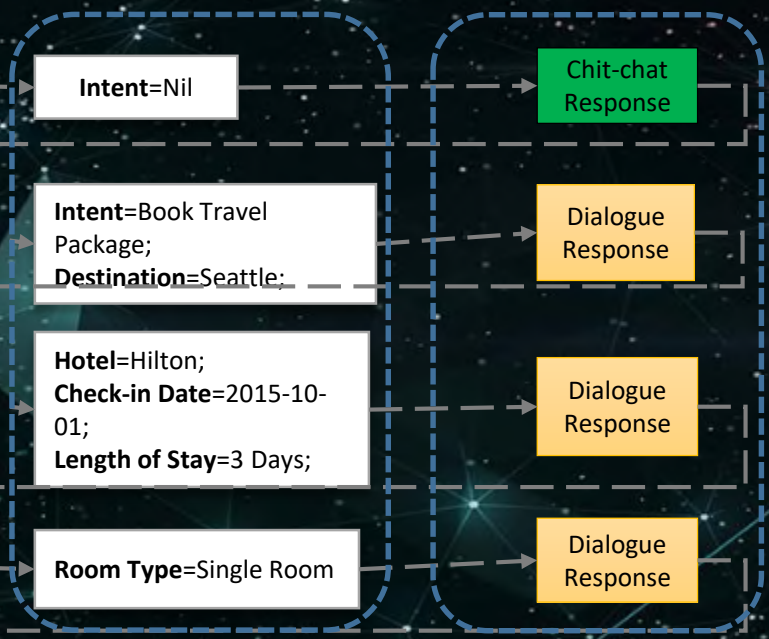 Intent=Nil
Chit-chat
Response
Intent=Book Travel
Package;
Destination=Seattle;
Dialogue
Response
Hotel=Hilton;
Check-in Date=2015-10-
01;
Length of Stay=3 Days;
Dialogue
Response
Room Type=Single Room
Dialogue
Response